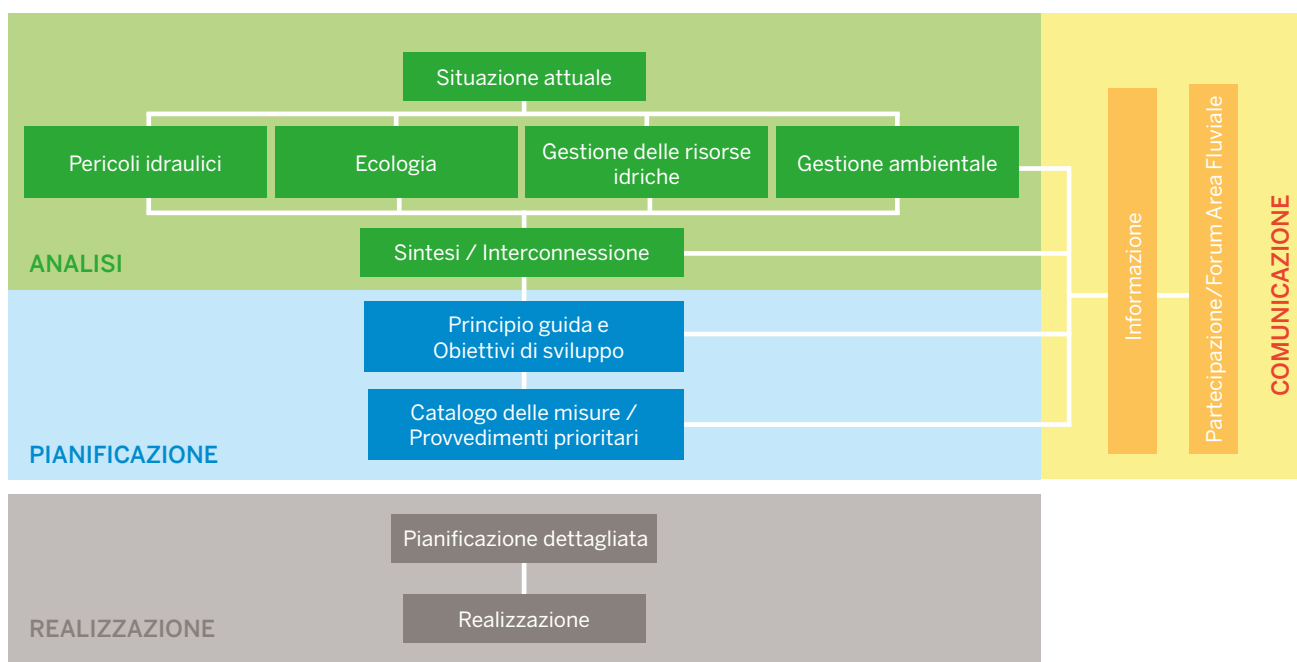 Situazione attuale
Pericoli idraulici
Ecologia
Gestione delle risorse
idriche
Gestione ambientale
Sintesi / Interconnessione
ANALISI
Principio guida e
Obiettivi di sviluppo
Catalogo delle misure /
Provvedimenti prioritari
PIANIFICAZIONE
Informazione
Partecipazione/Forum Area Fluviale
COMUNICAZIONE
Pianificazione dettagliata
Realizzazione
REALIZZAZIONE